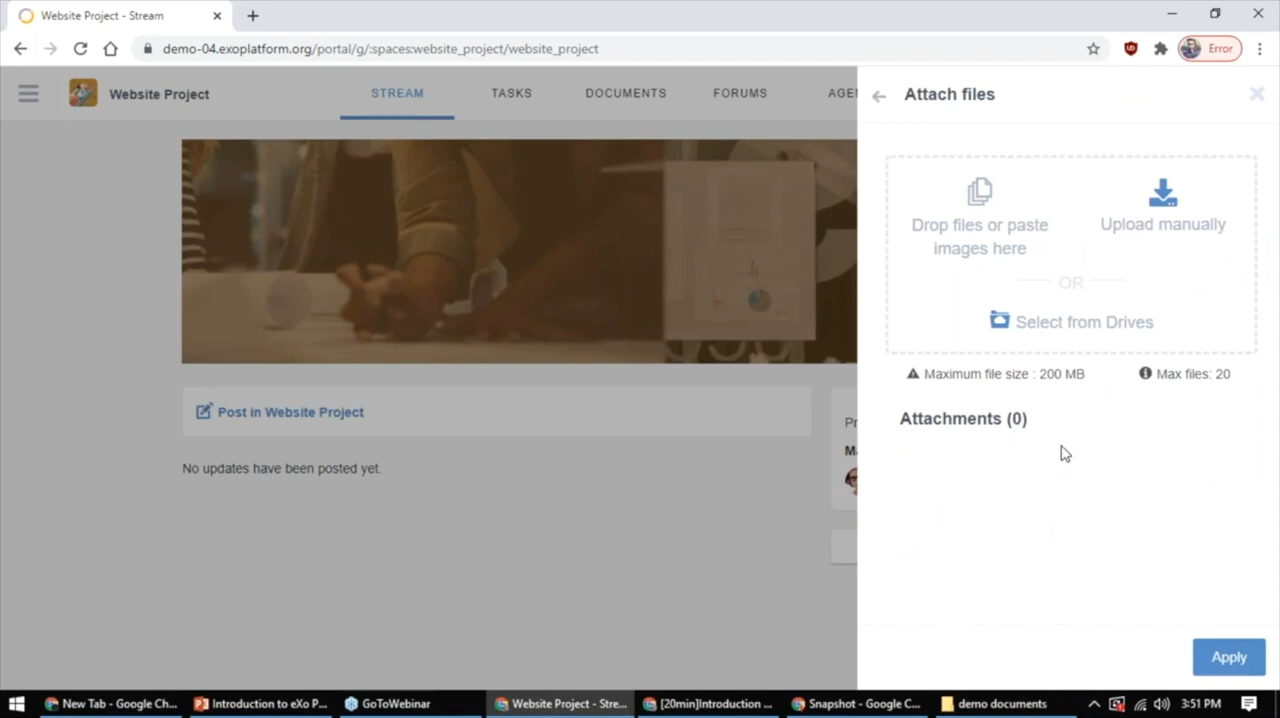 Website Project - Stream
demo-04.exoplatform.org/portal/g/:spaces:website_project/website_project
Error
Website Project
STREAM
TASKS
DOCUMENTS
FORUMS
AGE
Attach files
Drop files or paste
images here
Upload manually
OR
Select from Drives
Maximum file size : 200 MB
Max files: 20
Attachments (0)
Post in Website Project
No updates have been posted yet.
Pr
Ma
Apply
New Tab - Google Ch...
Introduction to eXo P...
GoToWebinar
Website Project - Stre...
[20min]Introduction ...
Snapshot - Google C...
demo documents
3:51 PM